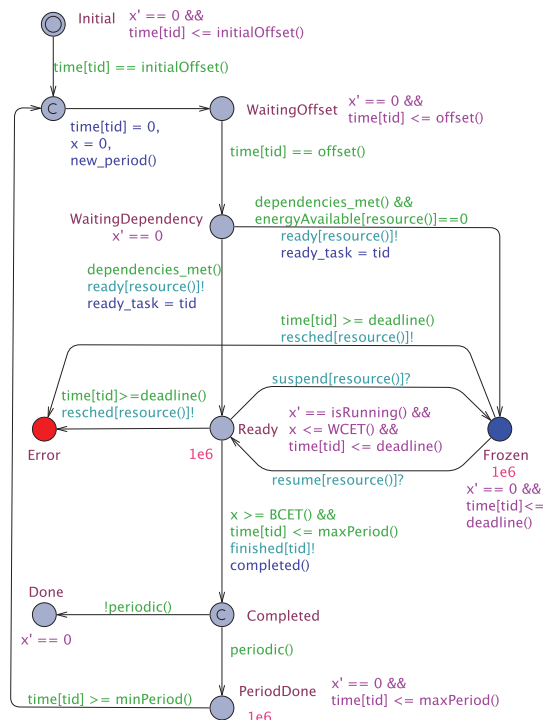 Initial
x' == 0 &&
time[tid] <= initialOffset()
time[tid] == initialOffset()
C
WaitingOffset
x' == 0 &&
time[tid] <= offset()
time[tid] = 0,
x = 0,
new_period()
time[tid] == offset()
dependencies_met() &&
energyAvailable[resource()]==0
WaitingDependency
x' == 0
ready[resource()]!
ready_task = tid
dependencies_met()
ready[resource()]!
ready_task = tid
time[tid] >= deadline()
resched[resource()]!
suspend[resource()]?
time[tid]>=deadline()
resched[resource()]!
x' == isRunning() &&
x <= WCET() &&
time[tid] <= deadline()
Ready
Error
1e6
Frozen
1e6
resume[resource()]?
x' == 0 &&
time[tid]<=
deadline()
x >= BCET() &&
time[tid] <= maxPeriod()
finished[tid]!
completed()
Done
!periodic()
C
Completed
x' == 0
periodic()
time[tid] >= minPeriod()
PeriodDone
x' == 0 &&
time[tid] <= maxPeriod()
1e6